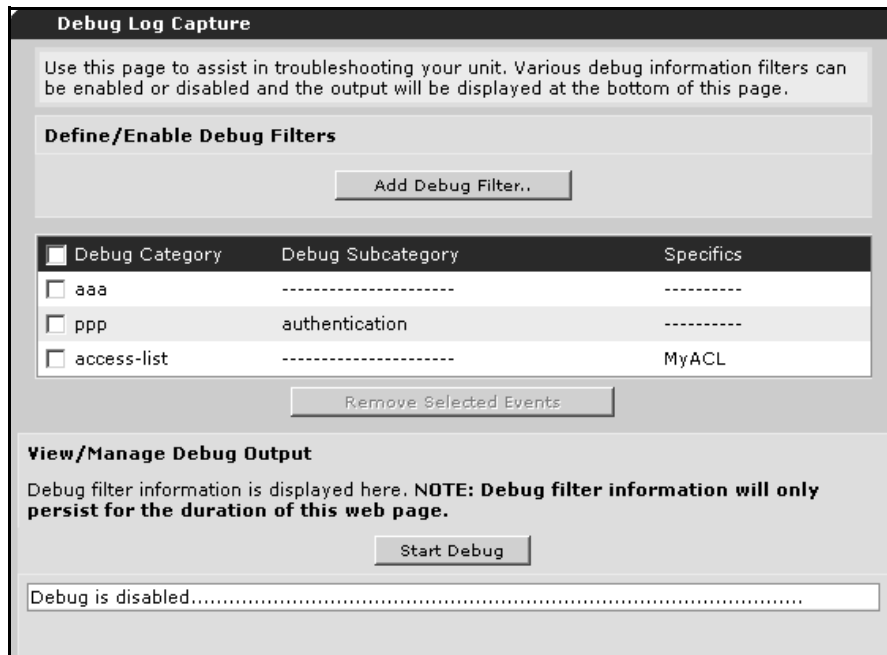 Debug Log Capture
Use this page to assist in troubleshooting your unit. Various debug information filters can
be enabled or disabled and the output will be displayed at the bottom of this page.
Define/Enable Debug Filters
Add Debug Filter..
Debug Category Debug Subcategory Specifics
aaa ---------------------- ----------
ppp authentication ----------
access-list ---------------------- MyACL
Remove Selected Events
View/Manage Debug Output
Debug filter information is displayed here. NOTE: Debug filter information will only
persist for the duration of this web page.
Start Debug
Debug is disabled................................................................................................